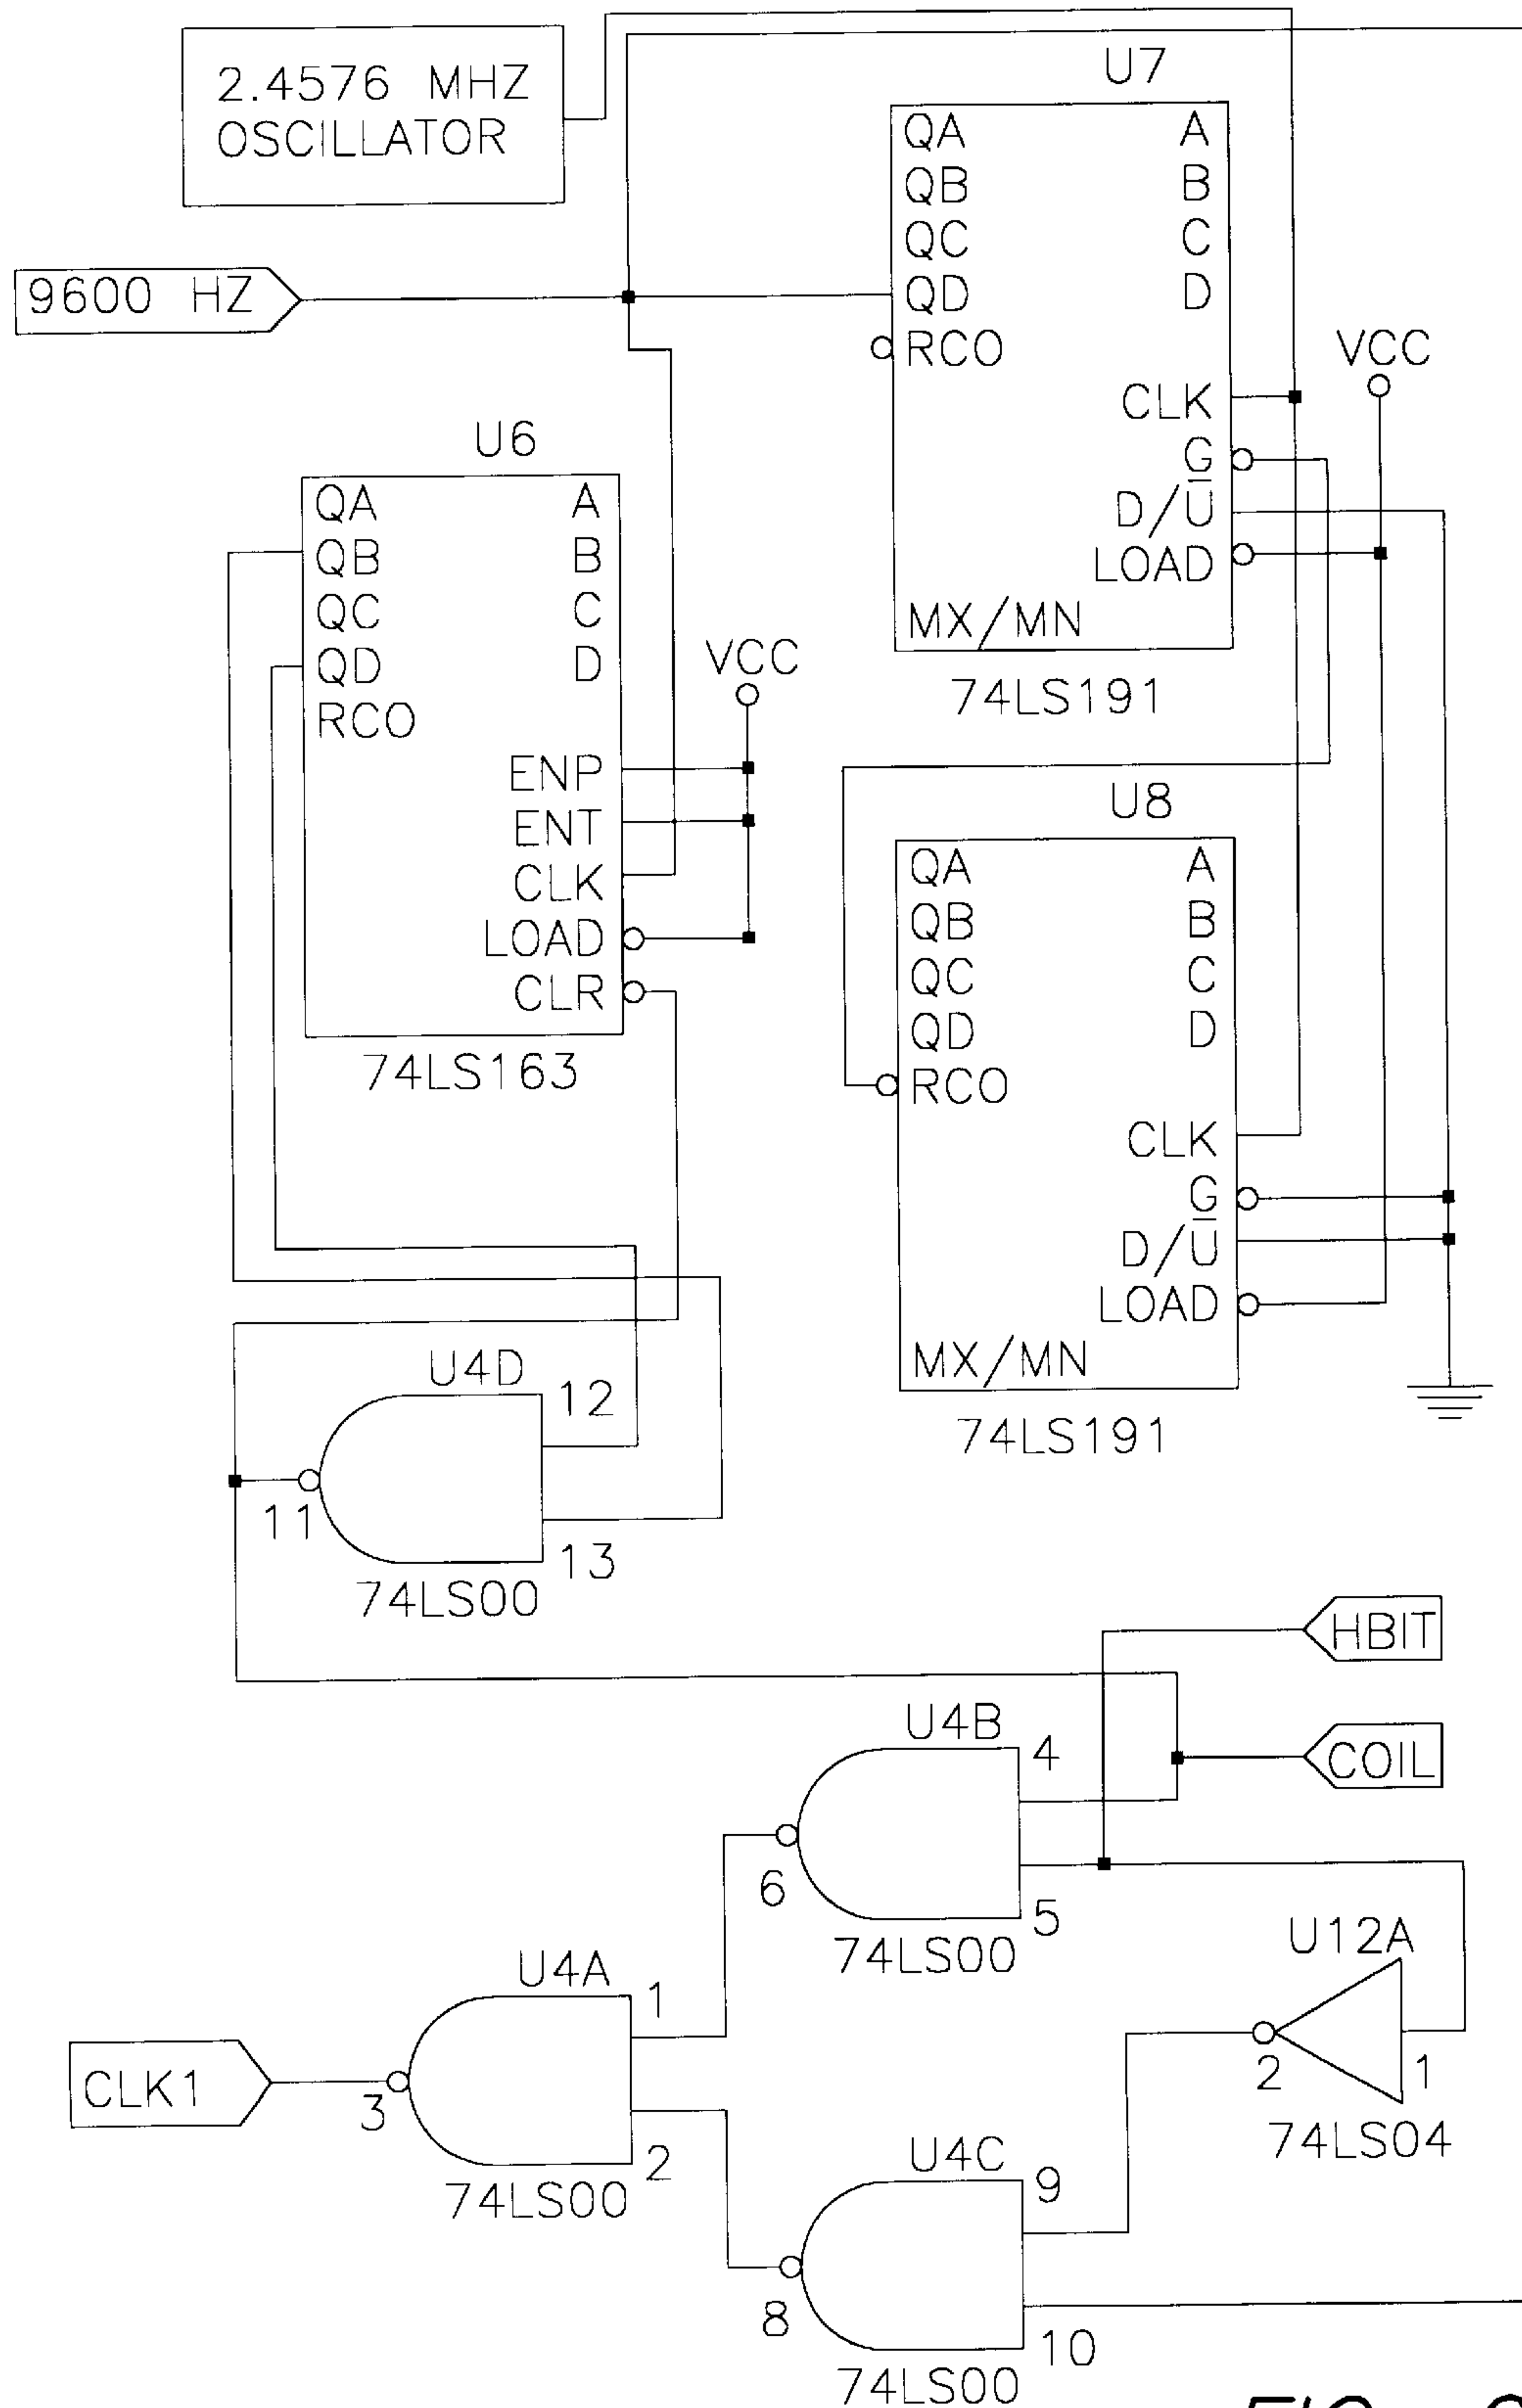 2.4576 MHZ
OSCILLATOR
9600 HZ
U7
QA
QB
QC
QD
RCO
A
B
C
D
CLK
G
D/U̅
LOAD
MX/MN
74LS191
VCC
U6
QA
QB
QC
QD
RCO
A
B
C
D
ENP
ENT
CLK
LOAD
CLR
74LS163
VCC
U8
QA
QB
QC
QD
RCO
A
B
C
D
CLK
G
D/U̅
LOAD
MX/MN
74LS191
U4D
12
11
13
74LS00
HBIT
COIL
U4B
4
6
5
74LS00
U12A
2
1
74LS04
U4A
1
3
2
74LS00
CLK1
U4C
9
8
10
74LS00